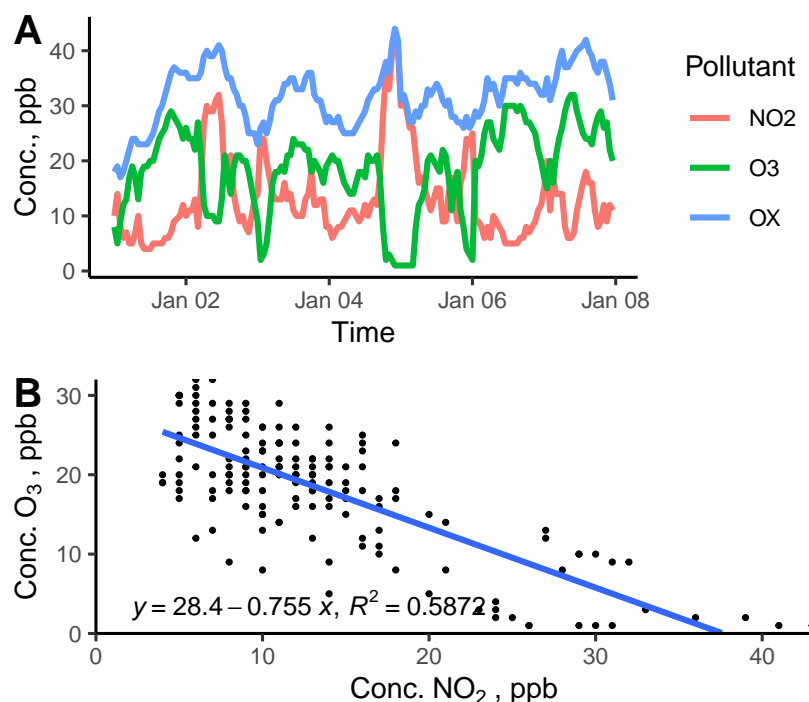 A
Conc., ppb
40
30
20
10
0
Jan 02
Jan 04
Jan 06
Jan 08
Time
Pollutant
NO2
O3
OX
B
Conc. O₃ , ppb
30
20
10
0
y = 28.4 − 0.755 x, R² = 0.5872
0
10
20
30
40
Conc. NO₂ , ppb